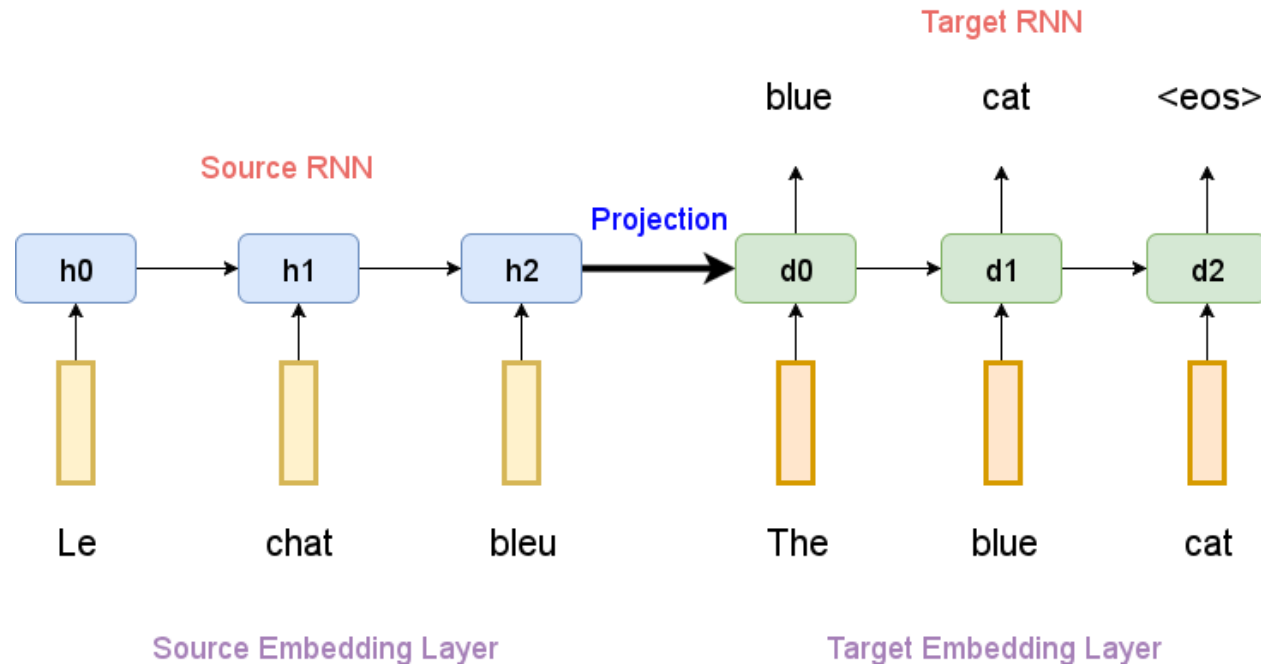 Target RNN
blue cat <eos>
Source RNN
Projection
h0 h1 h2 d0 d1 d2
Le chat bleu The blue cat
Source Embedding Layer Target Embedding Layer